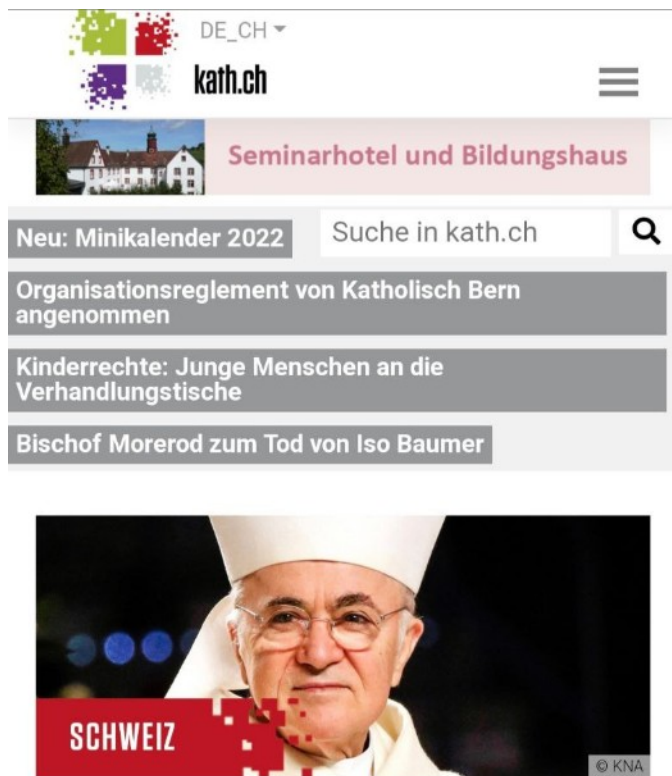 DE_CH
kath.ch
Seminarhotel und Bildungshaus
Neu: Minikalender 2022
Suche in kath.ch
Organisationsreglement von Katholisch Bern
angenommen
Kinderrechte: Junge Menschen an die
Verhandlungstische
Bischof Morerod zum Tod von Iso Baumer
SCHWEIZ
© KNA